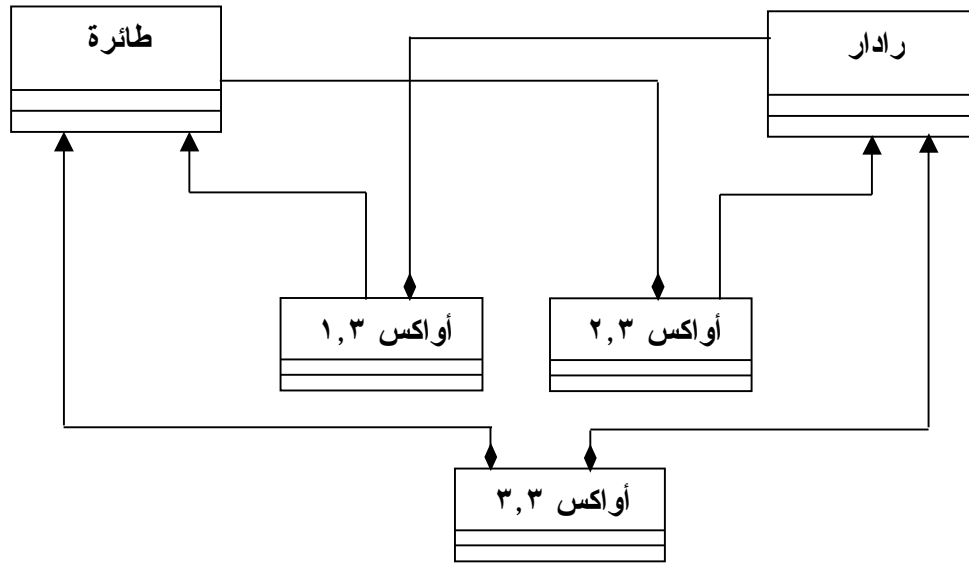 طائرة
رادار
أواكس ١,٣
أواكس ٢,٣
أواكس ٣,٣